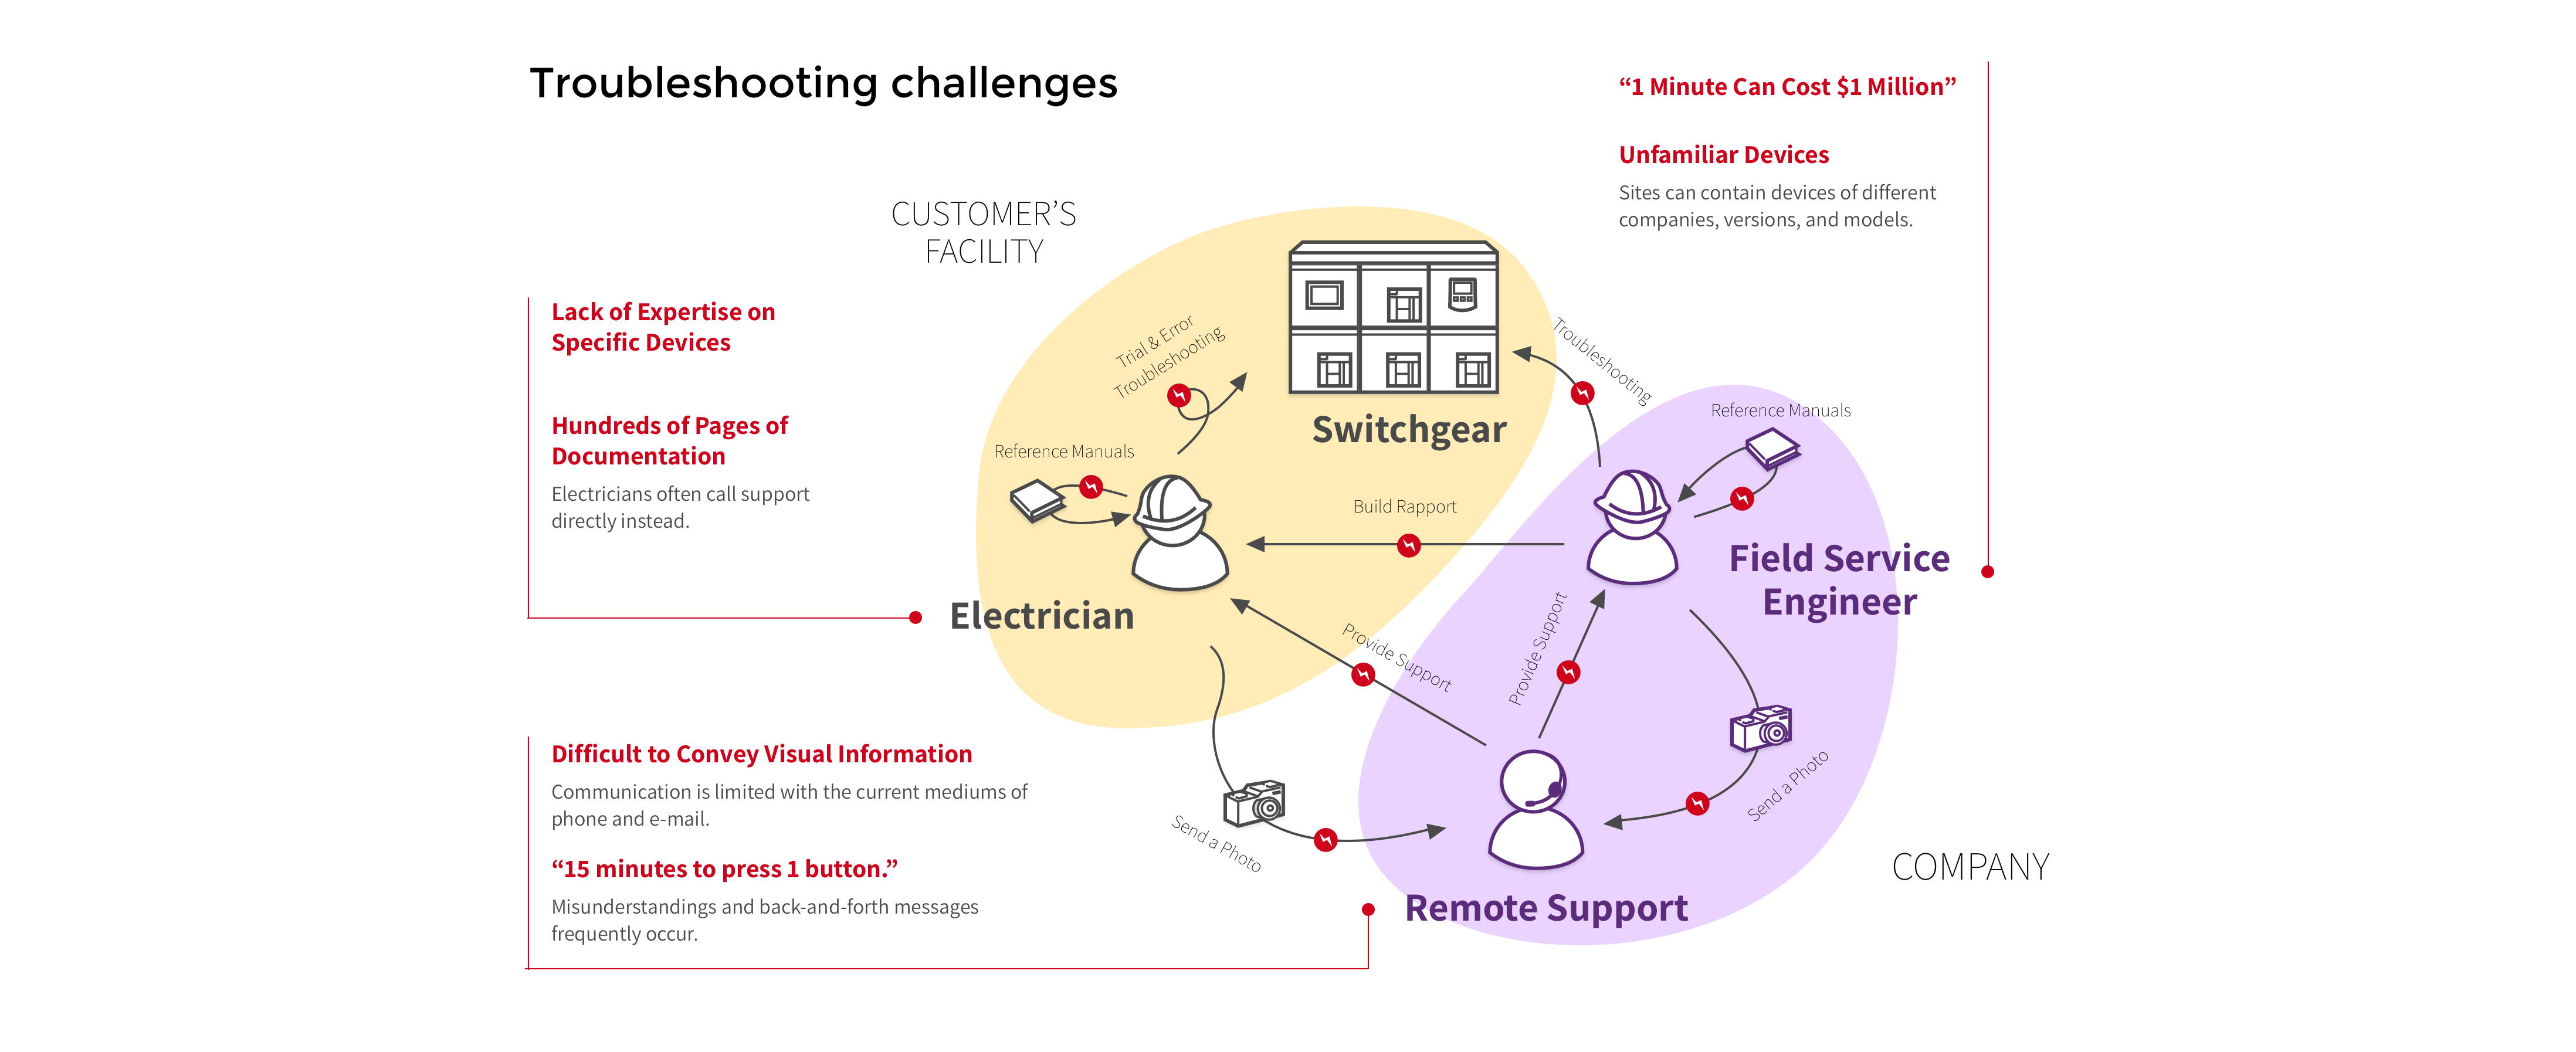 Troubleshooting challenges
“1 Minute Can Cost $1 Million”
Unfamiliar Devices
Sites can contain devices of different
companies, versions, and models.
CUSTOMER’S
FACILITY
Lack of Expertise on
Specific Devices
Hundreds of Pages of
Documentation
Electricians often call support
directly instead.
Trial & Error
Troubleshooting
Reference Manuals
Switchgear
Troubleshooting
Reference Manuals
Build Rapport
Electrician
Field Service
Engineer
Provide Support
Provide Support
Send a Photo
Send a Photo
Difficult to Convey Visual Information
Communication is limited with the current mediums of
phone and e-mail.
“15 minutes to press 1 button.”
Misunderstandings and back-and-forth messages
frequently occur.
Remote Support
COMPANY